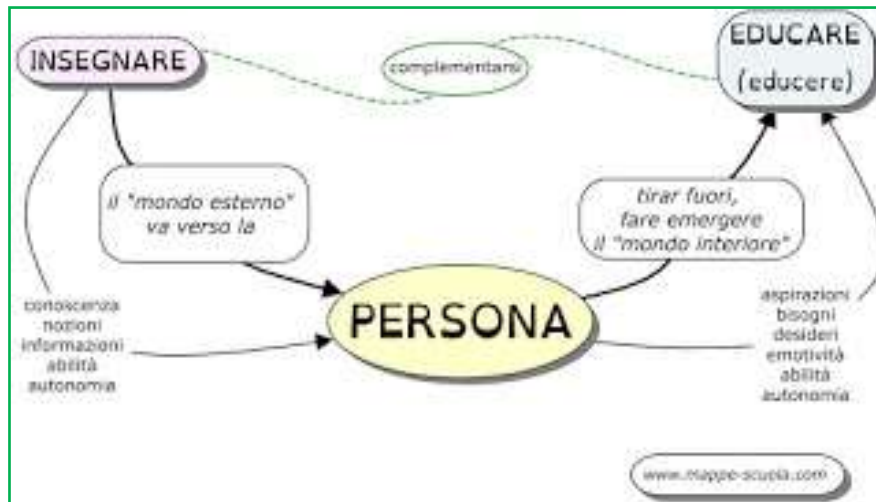 INSEGNARE
complementarsi
EDUCARE
(educere)
il "mondo esterno"
va verso la
tirar fuori,
fare emergere
il "mondo interiore"
PERSONA
conoscenza
nozioni
informazioni
abilità
autonomia
aspirazioni
bisogni
desideri
emotività
abilità
autonomia
www.mappe-scuola.com